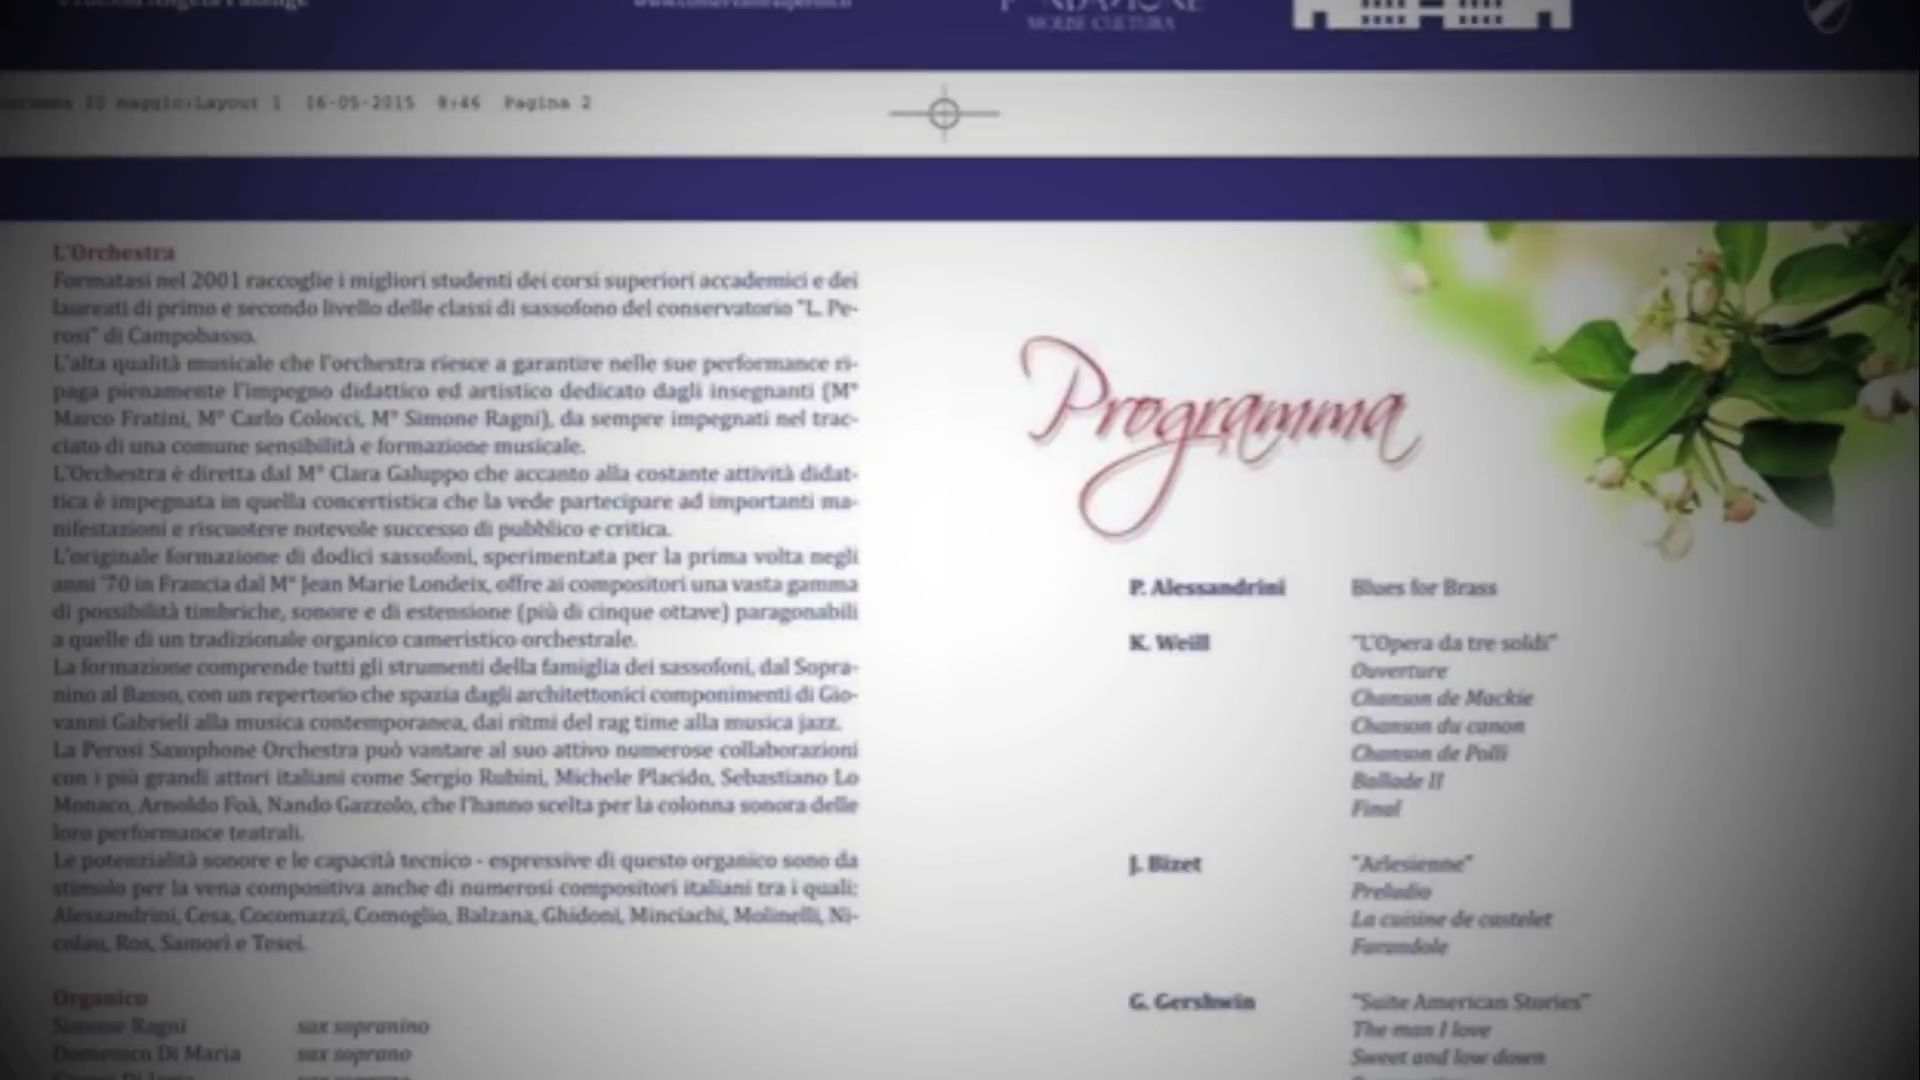 MOLISE CULTURA
maggio:Layout 1 16-05-2015 8:46 Pagina 2
L'Orchestra
Formatasi nel 2001 raccoglie i migliori studenti dei corsi superiori accademici e dei
laureati di primo e secondo livello delle classi di sassofono del conservatorio "L. Pe-
rosi" di Campobasso.
L'alta qualità musicale che l'orchestra riesce a garantire nelle sue performance ri-
paga pienamente l'impegno didattico ed artistico dedicato dagli insegnanti (M°
Marco Fratini, M° Carlo Colocci, M° Simone Ragni), da sempre impegnati nel trac-
ciato di una comune sensibilità e formazione musicale.
L'Orchestra è diretta dal M° Clara Galuppo che accanto alla costante attività didat-
tica è impegnata in quella concertistica che la vede partecipare ad importanti ma-
nifestazioni e riscuotere notevole successo di pubblico e critica.
L'originale formazione di dodici sassofoni, sperimentata per la prima volta negli
anni '70 in Francia dal M° Jean Marie Londeix, offre ai compositori una vasta gamma
di possibilità timbriche, sonore e di estensione (più di cinque ottave) paragonabili
a quelle di un tradizionale organico cameristico orchestrale.
La formazione comprende tutti gli strumenti della famiglia dei sassofoni, dal Sopra-
nino al Basso, con un repertorio che spazia dagli architettonici componimenti di Gio-
vanni Gabrieli alla musica contemporanea, dai ritmi del rag time alla musica jazz.
La Perosi Saxophone Orchestra può vantare al suo attivo numerose collaborazioni
con i più grandi attori italiani come Sergio Rubini, Michele Placido, Sebastiano Lo
Monaco, Arnoldo Foà, Nando Gazzolo, che l'hanno scelta per la colonna sonora delle
loro performance teatrali.
Le potenzialità sonore e le capacità tecnico - espressive di questo organico sono da
stimolo per la vena compositiva anche di numerosi compositori italiani tra i quali:
Alessandrini, Cesa, Cocomazzi, Comoglio, Balzana, Ghidoni, Minciachi, Molinelli, Ni-
colau, Ros, Samorì e Tesei.
Organico
Simone Ragni sax sopranino
Domenico Di Maria sax soprano
Programma
P. Alessandrini Blues for Brass
K. Weill "L'Opera da tre soldi"
Ouverture
Chanson de Mackie
Chanson du canon
Chanson de Polli
Ballade II
Final
J. Bizet "Arlesienne"
Preludio
La cuisine de castelet
Farandole
G. Gershwin "Suite American Stories"
The man I love
Sweet and low down